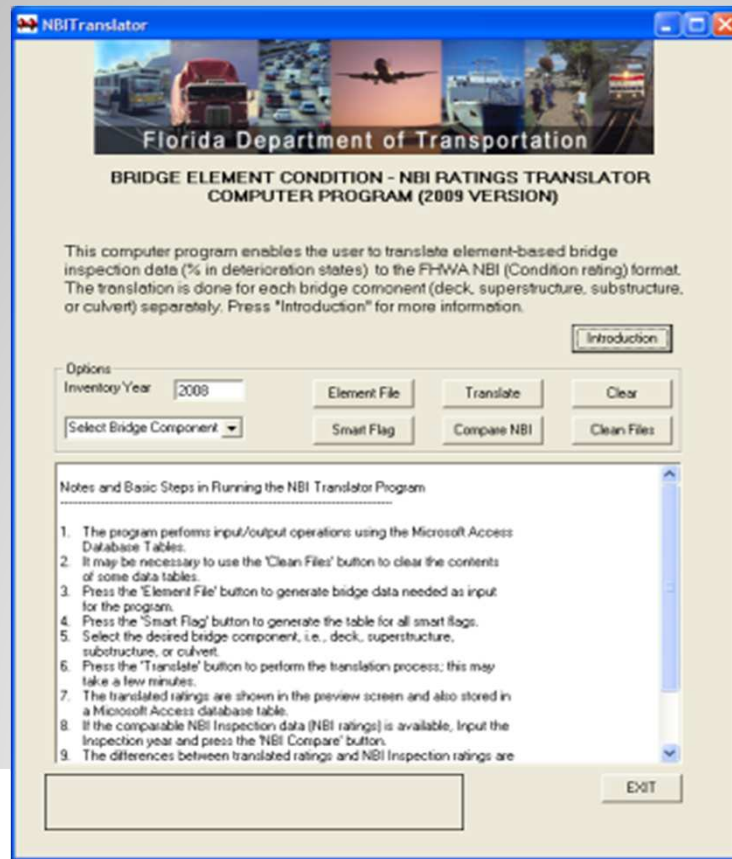 NBITranslator
Florida Department of Transportation
BRIDGE ELEMENT CONDITION - NBI RATINGS TRANSLATOR
COMPUTER PROGRAM (2009 VERSION)
This computer program enables the user to translate element-based bridge
inspection data (% in deterioration states) to the FHWA NBI (Condition rating) format.
The translation is done for each bridge comonent (deck, superstructure, substructure,
or culvert) separately. Press "Introduction" for more information.
Introduction
Options
Inventory Year 2008 Element File Translate Clear
Select Bridge Component Smart Flag Compare NBI Clean Files
Notes and Basic Steps in Running the NBI Translator Program
--------------------------------------------------------------------------------
1. The program performs input/output operations using the Microsoft Access
Database Tables.
2. It may be necessary to use the 'Clean Files' button to clear the contents
of some data tables.
3. Press the 'Element File' button to generate bridge data needed as input
for the program.
4. Press the 'Smart Flag' button to generate the table for all smart flags.
5. Select the desired bridge component, i.e., deck, superstructure,
substructure, or culvert.
6. Press the 'Translate' button to perform the translation process; this may
take a few minutes.
7. The translated ratings are shown in the preview screen and also stored in
a Microsoft Access database table.
8. If the comparable NBI Inspection data (NBI ratings) is available, Input the
Inspection year and press the 'NBI Compare' button.
9. The differences between translated ratings and NBI Inspection ratings are
EXIT